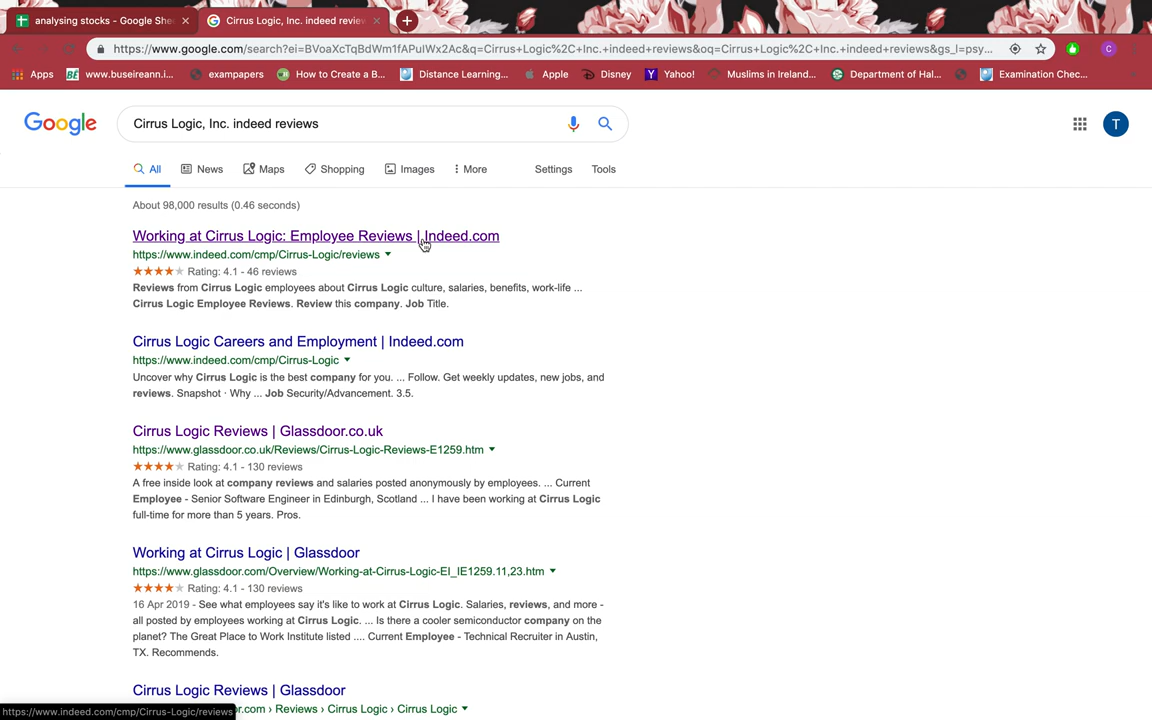 analysing stocks - Google She
Cirrus Logic, Inc. indeed review
https://www.google.com/search?ei=BVoaXcTqBdWm1fAPulWx2Ac&q=Cirrus+Logic%2C+Inc.+indeed+reviews&oq=Cirrus+Logic%2C+Inc.+indeed+reviews&gs_l=psy...
C
Apps
BÉ www.buseireann.i...
exampapers
How to Create a B...
Distance Learning...
Apple
Disney
Y Yahoo!
Muslims in Ireland...
Department of Hal...
Examination Chec...
Google
Cirrus Logic, Inc. indeed reviews
T
All News Maps Shopping Images More Settings Tools
About 98,000 results (0.46 seconds)
Working at Cirrus Logic: Employee Reviews | Indeed.com
https://www.indeed.com/cmp/Cirrus-Logic/reviews
Rating: 4.1 - 46 reviews
Reviews from Cirrus Logic employees about Cirrus Logic culture, salaries, benefits, work-life ...
Cirrus Logic Employee Reviews. Review this company. Job Title.
Cirrus Logic Careers and Employment | Indeed.com
https://www.indeed.com/cmp/Cirrus-Logic
Uncover why Cirrus Logic is the best company for you. ... Follow. Get weekly updates, new jobs, and
reviews. Snapshot · Why ... Job Security/Advancement. 3.5.
Cirrus Logic Reviews | Glassdoor.co.uk
https://www.glassdoor.co.uk/Reviews/Cirrus-Logic-Reviews-E1259.htm
Rating: 4.1 - 130 reviews
A free inside look at company reviews and salaries posted anonymously by employees. ... Current
Employee - Senior Software Engineer in Edinburgh, Scotland ... I have been working at Cirrus Logic
full-time for more than 5 years. Pros.
Working at Cirrus Logic | Glassdoor
https://www.glassdoor.com/Overview/Working-at-Cirrus-Logic-EI_IE1259.11,23.htm
Rating: 4.1 - 130 reviews
16 Apr 2019 - See what employees say it's like to work at Cirrus Logic. Salaries, reviews, and more -
all posted by employees working at Cirrus Logic. ... Is there a cooler semiconductor company on the
planet? The Great Place to Work Institute listed .... Current Employee - Technical Recruiter in Austin,
TX. Recommends.
Cirrus Logic Reviews | Glassdoor
r.com › Reviews › Cirrus Logic › Cirrus Logic
https://www.indeed.com/cmp/Cirrus-Logic/reviews